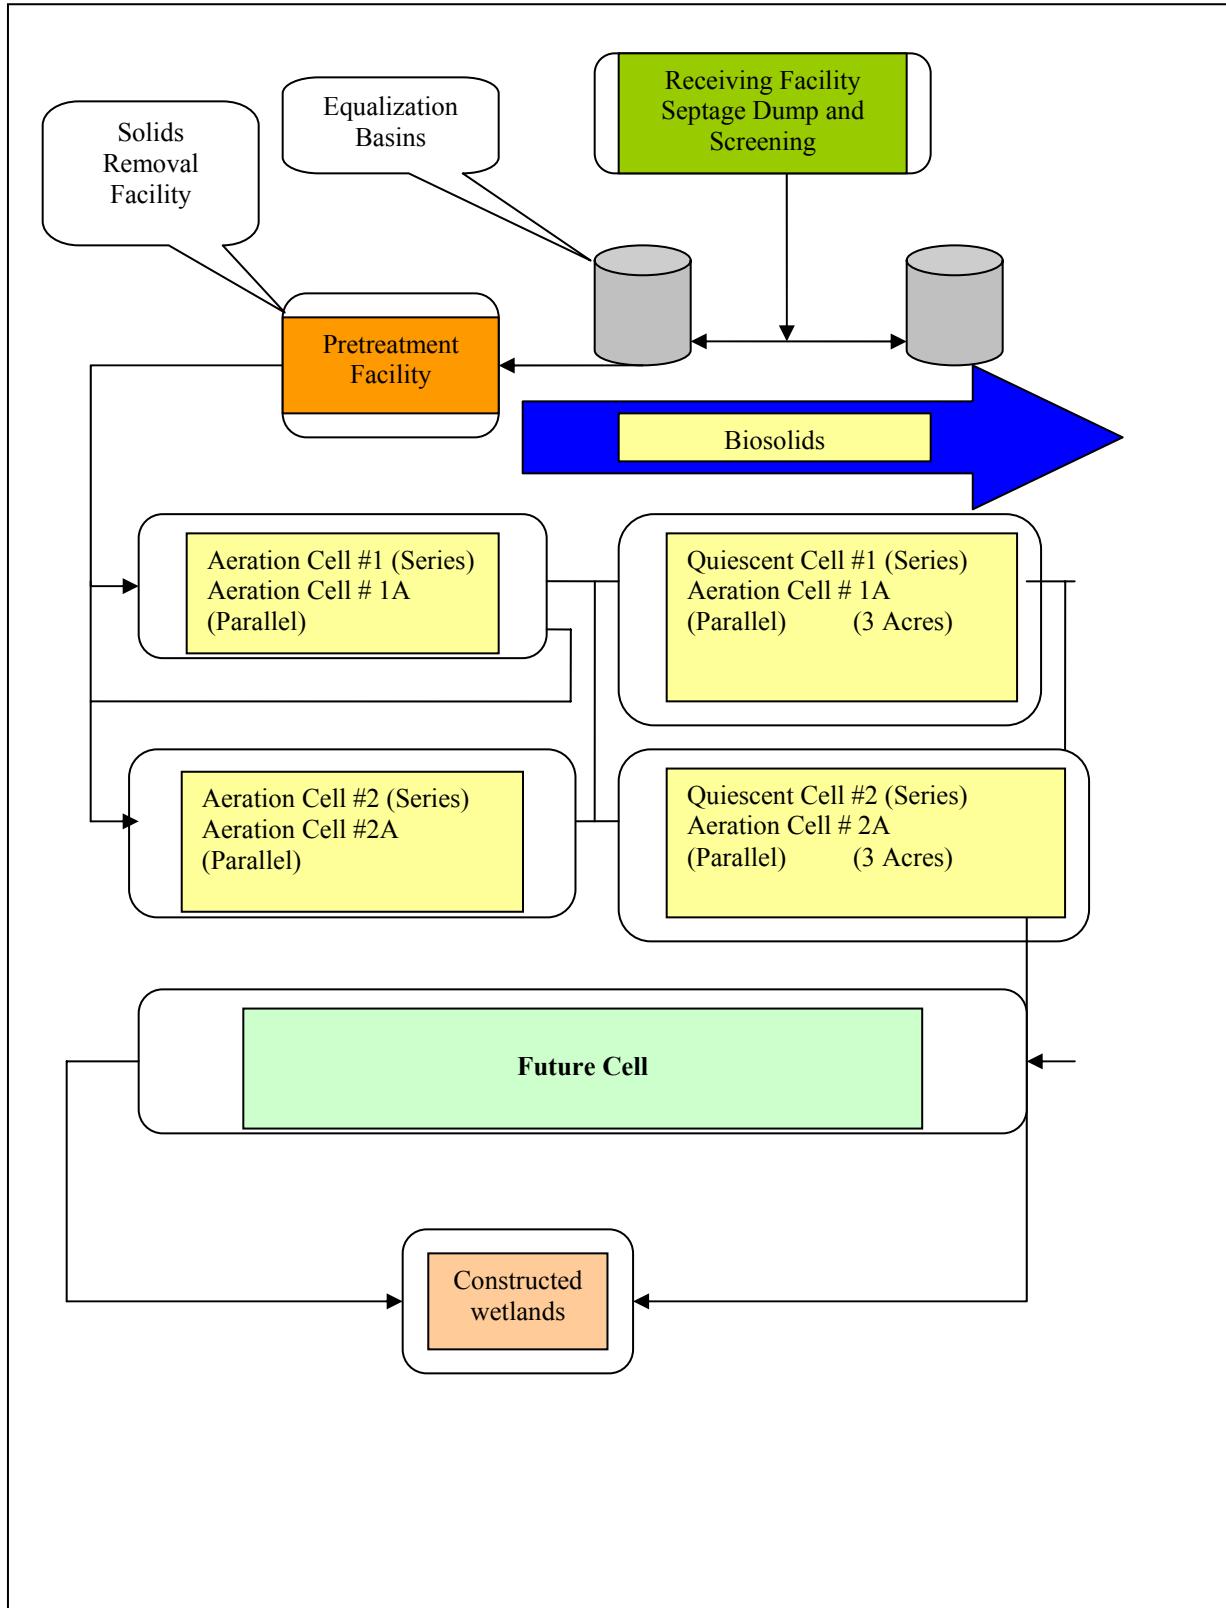 Receiving Facility
Septage Dump and
Screening
Equalization
Basins
Solids
Removal
Facility
Pretreatment
Facility
Biosolids
Aeration Cell #1 (Series)
Aeration Cell # 1A
(Parallel)
Quiescent Cell #1 (Series)
Aeration Cell # 1A
(Parallel) (3 Acres)
Aeration Cell #2 (Series)
Aeration Cell #2A
(Parallel)
Quiescent Cell #2 (Series)
Aeration Cell # 2A
(Parallel) (3 Acres)
Future Cell
Constructed
wetlands